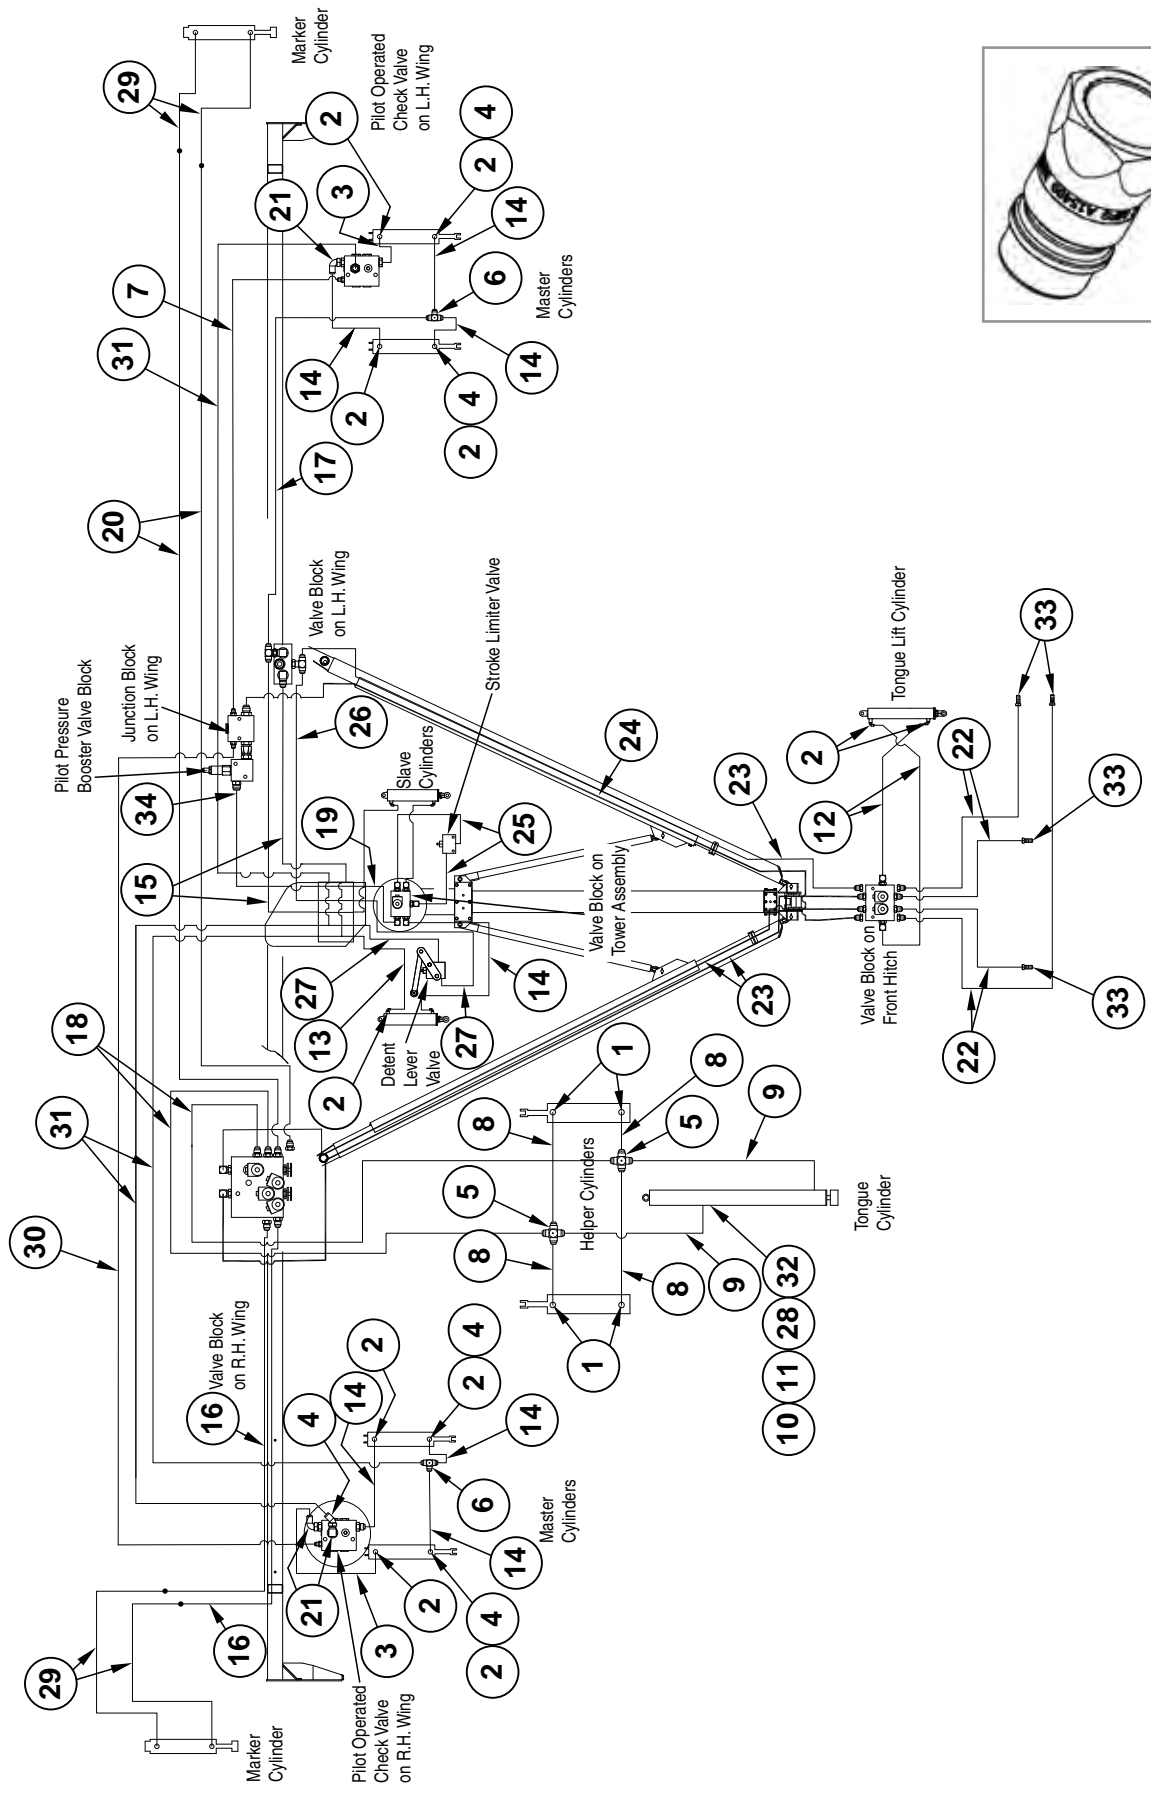 30
29
31
Pilot Pressure
Booster Valve Block
18
20
29
31
7
Junction Block
on L.H. Wing
34
15
16
Valve Block
on R.H. Wing
16
Marker
Cylinder
21
Marker
Cylinder
4
14
21
27
13
Valve Block
on L.H. Wing
17
14
2
3
2
19
26
Pilot Operated
Check Valve
on R.H. Wing
3
2
2
Detent
Lever
Valve
2
Pilot Operated
Check Valve
on L.H. Wing
Slave
Cylinders
2
4
2
4
27
25
Stroke Limiter Valve
2
4
2
4
6
8
5
8
14
14
6
14
14
14
Master
Cylinders
Master
Cylinders
Helper Cylinders
1
1
Valve Block on
Tower Assembly
24
8
8
5
9
9
23
23
10
11
28
32
Tongue
Cylinder
12
2
Valve Block on
Front Hitch
Tongue Lift Cylinder
22
22
33
33
33